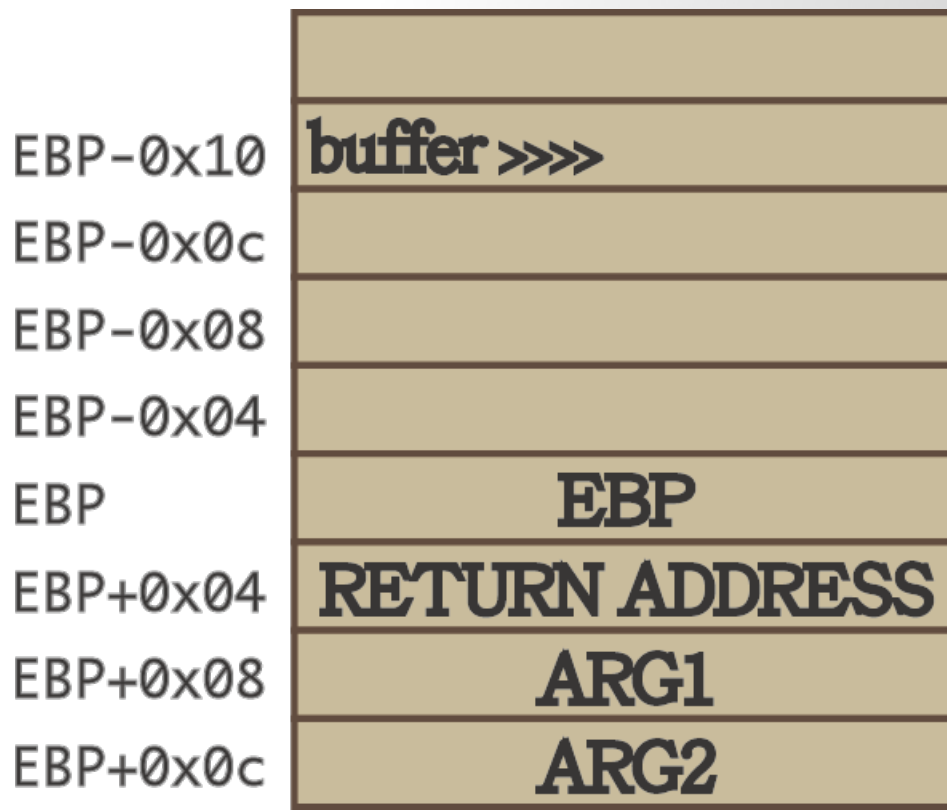 EBP-0x10 buffer >>>>
EBP-0x0c
EBP-0x08
EBP-0x04
EBP EBP
EBP+0x04 RETURN ADDRESS
EBP+0x08 ARG1
EBP+0x0c ARG2